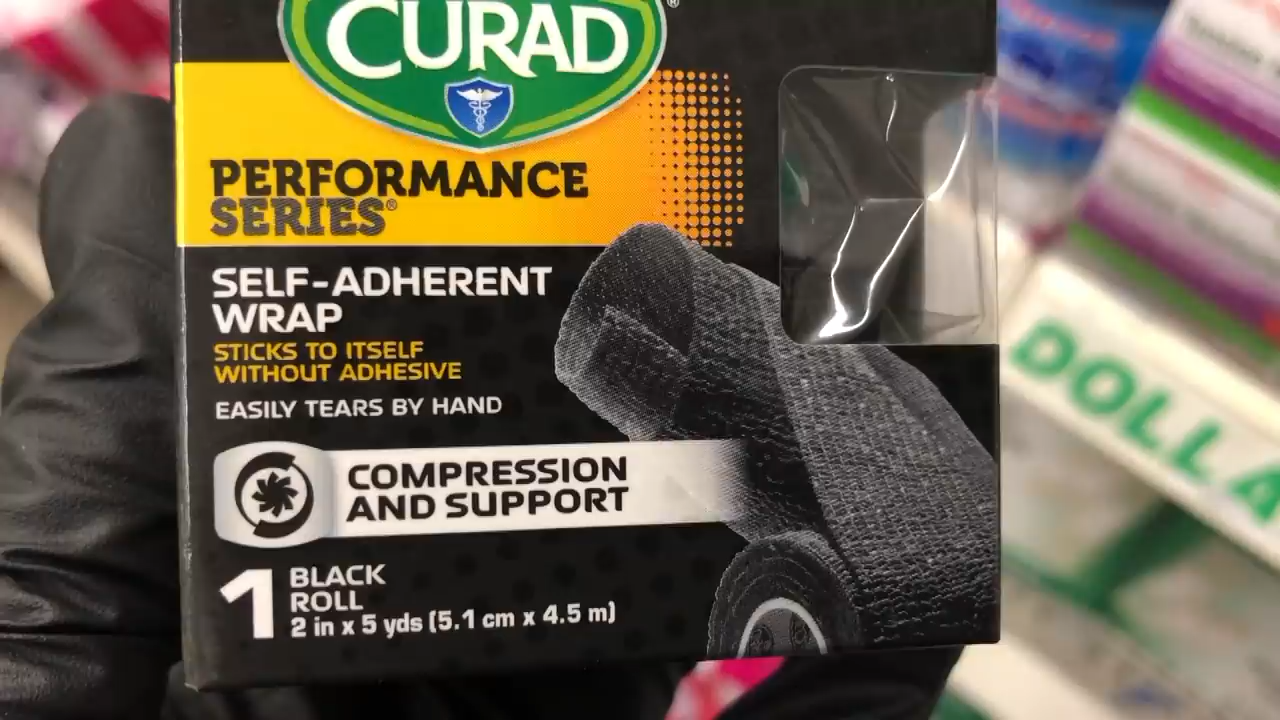 CURAD®
PERFORMANCE
SERIES®
SELF-ADHERENT
WRAP
STICKS TO ITSELF
WITHOUT ADHESIVE
EASILY TEARS BY HAND
COMPRESSION
AND SUPPORT
1 BLACK
ROLL
2 in x 5 yds (5.1 cm x 4.5 m)
DOLLA